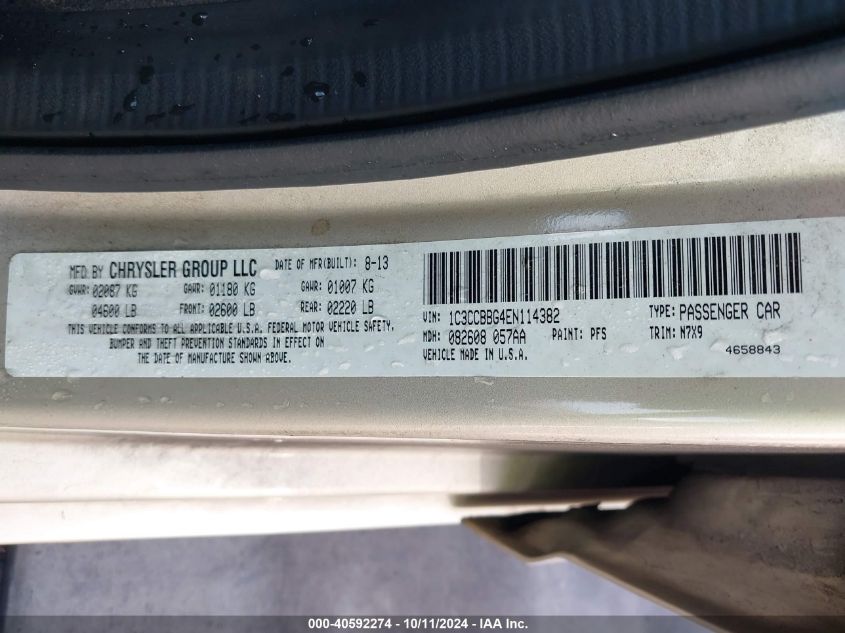 MFD BY CHRYSLER GROUP LLC DATE OF MFR(BUILT): 8-13
GVWR: 02087 KG GAWR: 01180 KG GAWR: 01007 KG
04600 LB FRONT: 02600 LB REAR: 02220 LB
THIS VEHICLE CONFORMS TO ALL APPLICABLE U.S.A. FEDERAL MOTOR VEHICLE SAFETY,
BUMPER AND THEFT PREVENTION STANDARDS IN EFFECT ON
THE DATE OF MANUFACTURE SHOWN ABOVE.
VIN: 1C3CCBBG4EN114382 TYPE: PASSENGER CAR
MDH: 082608 057AA PAINT: PFS TRIM: N7X9
VEHICLE MADE IN U.S.A. 4658843
000-40592274 - 10/11/2024 - IAA Inc.